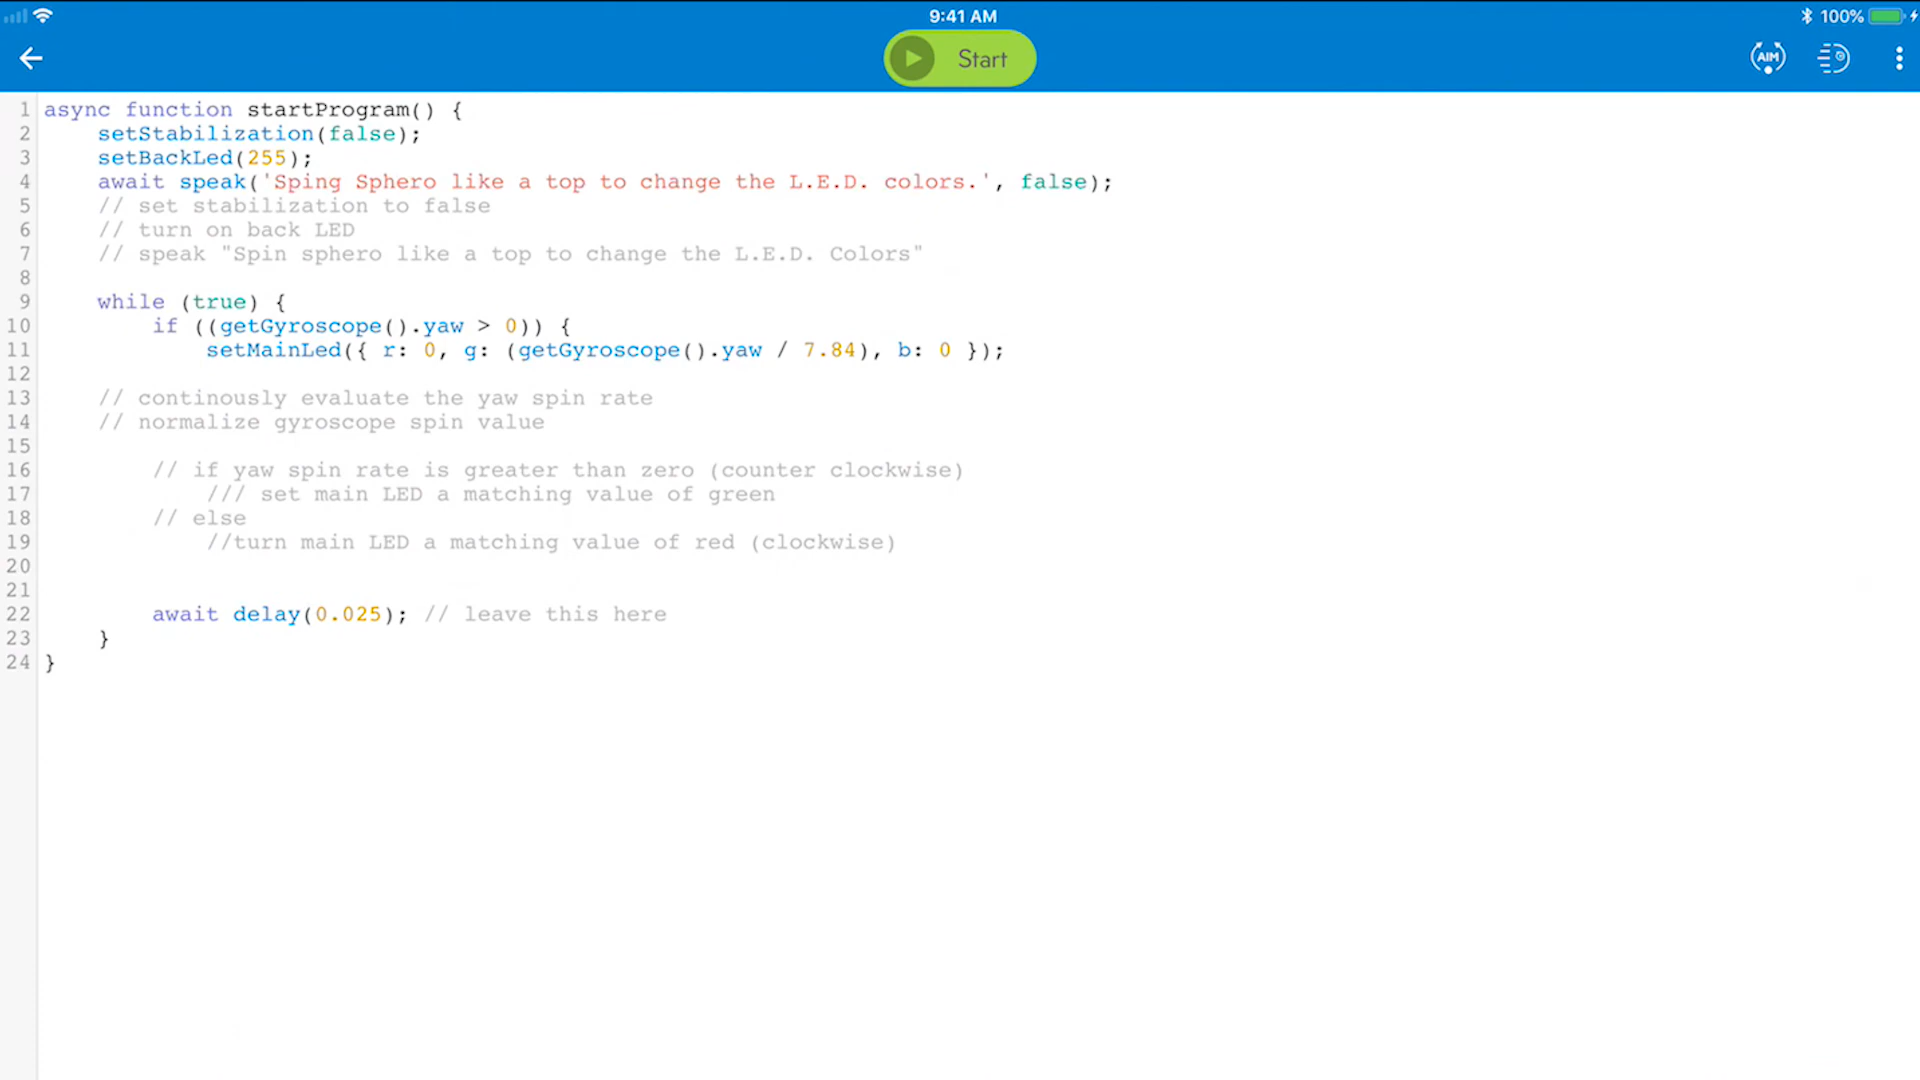 9:41 AM
100%
Start
AIM
1 async function startProgram() {
2 setStabilization(false);
3 setBackLed(255);
4 await speak('Sping Sphero like a top to change the L.E.D. colors.', false);
5 // set stabilization to false
6 // turn on back LED
7 // speak "Spin sphero like a top to change the L.E.D. Colors"
8
9 while (true) {
10 if ((getGyroscope().yaw > 0)) {
11 setMainLed({ r: 0, g: (getGyroscope().yaw / 7.84), b: 0 });
12
13 // continously evaluate the yaw spin rate
14 // normalize gyroscope spin value
15
16 // if yaw spin rate is greater than zero (counter clockwise)
17 /// set main LED a matching value of green
18 // else
19 //turn main LED a matching value of red (clockwise)
20
21
22 await delay(0.025); // leave this here
23 }
24 }